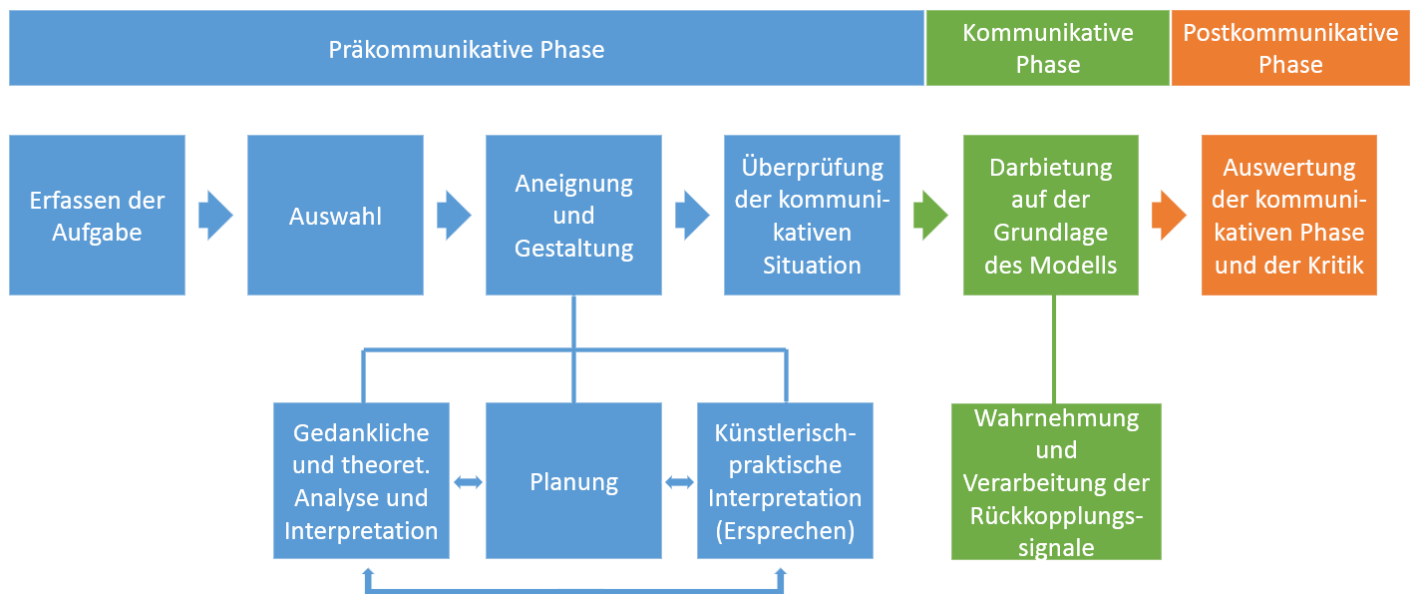 Präkommunikative Phase
Kommunikative
Phase
Postkommunikative
Phase
Erfassen der
Aufgabe
Auswahl
Aneignung
und
Gestaltung
Überprüfung
der kommuni-
kativen
Situation
Darbietung
auf der
Grundlage
des Modells
Auswertung
der kommuni-
kativen Phase
und der Kritik
Gedankliche
und theoret.
Analyse und
Interpretation
Planung
Künstlerisch-
praktische
Interpretation
(Ersprechen)
Wahrnehmung
und
Verarbeitung der
Rückkopplungs-
signale